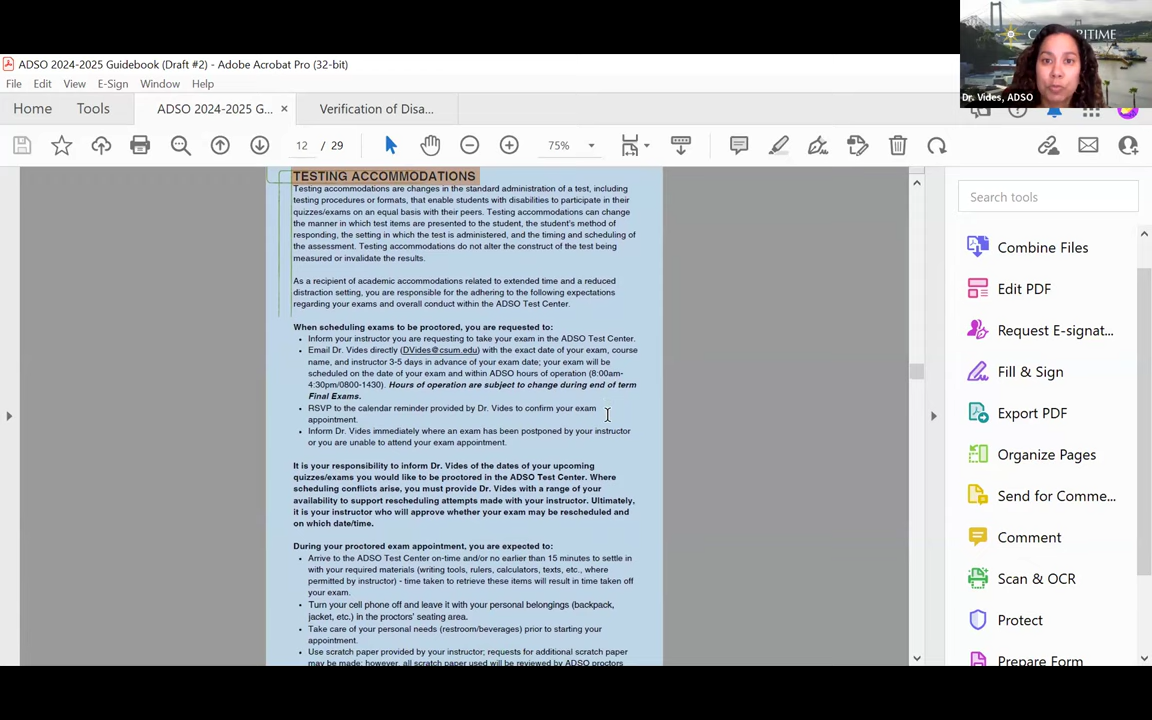 C MARITIME
Dr. Vides, ADSO
ADSO 2024-2025 Guidebook (Draft #2) - Adobe Acrobat Pro (32-bit)
File Edit View E-Sign Window Help
Home Tools ADSO 2024-2025 G... × Verification of Disa...
12 / 29 75%
TESTING ACCOMMODATIONS
Testing accommodations are changes in the standard administration of a test, including
testing procedures or formats, that enable students with disabilities to participate in their
quizzes/exams on an equal basis with their peers. Testing accommodations can change
the manner in which test items are presented to the student, the student's method of
responding, the setting in which the test is administered, and the timing and scheduling of
the assessment. Testing accommodations do not alter the construct of the test being
measured or invalidate the results.
As a recipient of academic accommodations related to extended time and a reduced
distraction setting, you are responsible for the adhering to the following expectations
regarding your exams and overall conduct within the ADSO Test Center.
When scheduling exams to be proctored, you are requested to:
• Inform your instructor you are requesting to take your exam in the ADSO Test Center.
• Email Dr. Vides directly (DVides@csum.edu) with the exact date of your exam, course
name, and instructor 3-5 days in advance of your exam date; your exam will be
scheduled on the date of your exam and within ADSO hours of operation (8:00am-
4:30pm/0800-1430). Hours of operation are subject to change during end of term
Final Exams.
• RSVP to the calendar reminder provided by Dr. Vides to confirm your exam
appointment.
• Inform Dr. Vides immediately where an exam has been postponed by your instructor
or you are unable to attend your exam appointment.
It is your responsibility to inform Dr. Vides of the dates of your upcoming
quizzes/exams you would like to be proctored in the ADSO Test Center. Where
scheduling conflicts arise, you must provide Dr. Vides with a range of your
availability to support rescheduling attempts made with your instructor. Ultimately,
it is your instructor who will approve whether your exam may be rescheduled and
on which date/time.
During your proctored exam appointment, you are expected to:
• Arrive to the ADSO Test Center on-time and/or no earlier than 15 minutes to settle in
with your required materials (writing tools, rulers, calculators, texts, etc., where
permitted by instructor) - time taken to retrieve these items will result in time taken off
your exam.
• Turn your cell phone off and leave it with your personal belongings (backpack,
jacket, etc.) in the proctors' seating area.
• Take care of your personal needs (restroom/beverages) prior to starting your
appointment.
• Use scratch paper provided by your instructor; requests for additional scratch paper
may be made; however, all scratch paper used will be reviewed by ADSO proctors
Search tools
Combine Files
Edit PDF
Request E-signat...
Fill & Sign
Export PDF
Organize Pages
Send for Comme...
Comment
Scan & OCR
Protect
Prepare Form